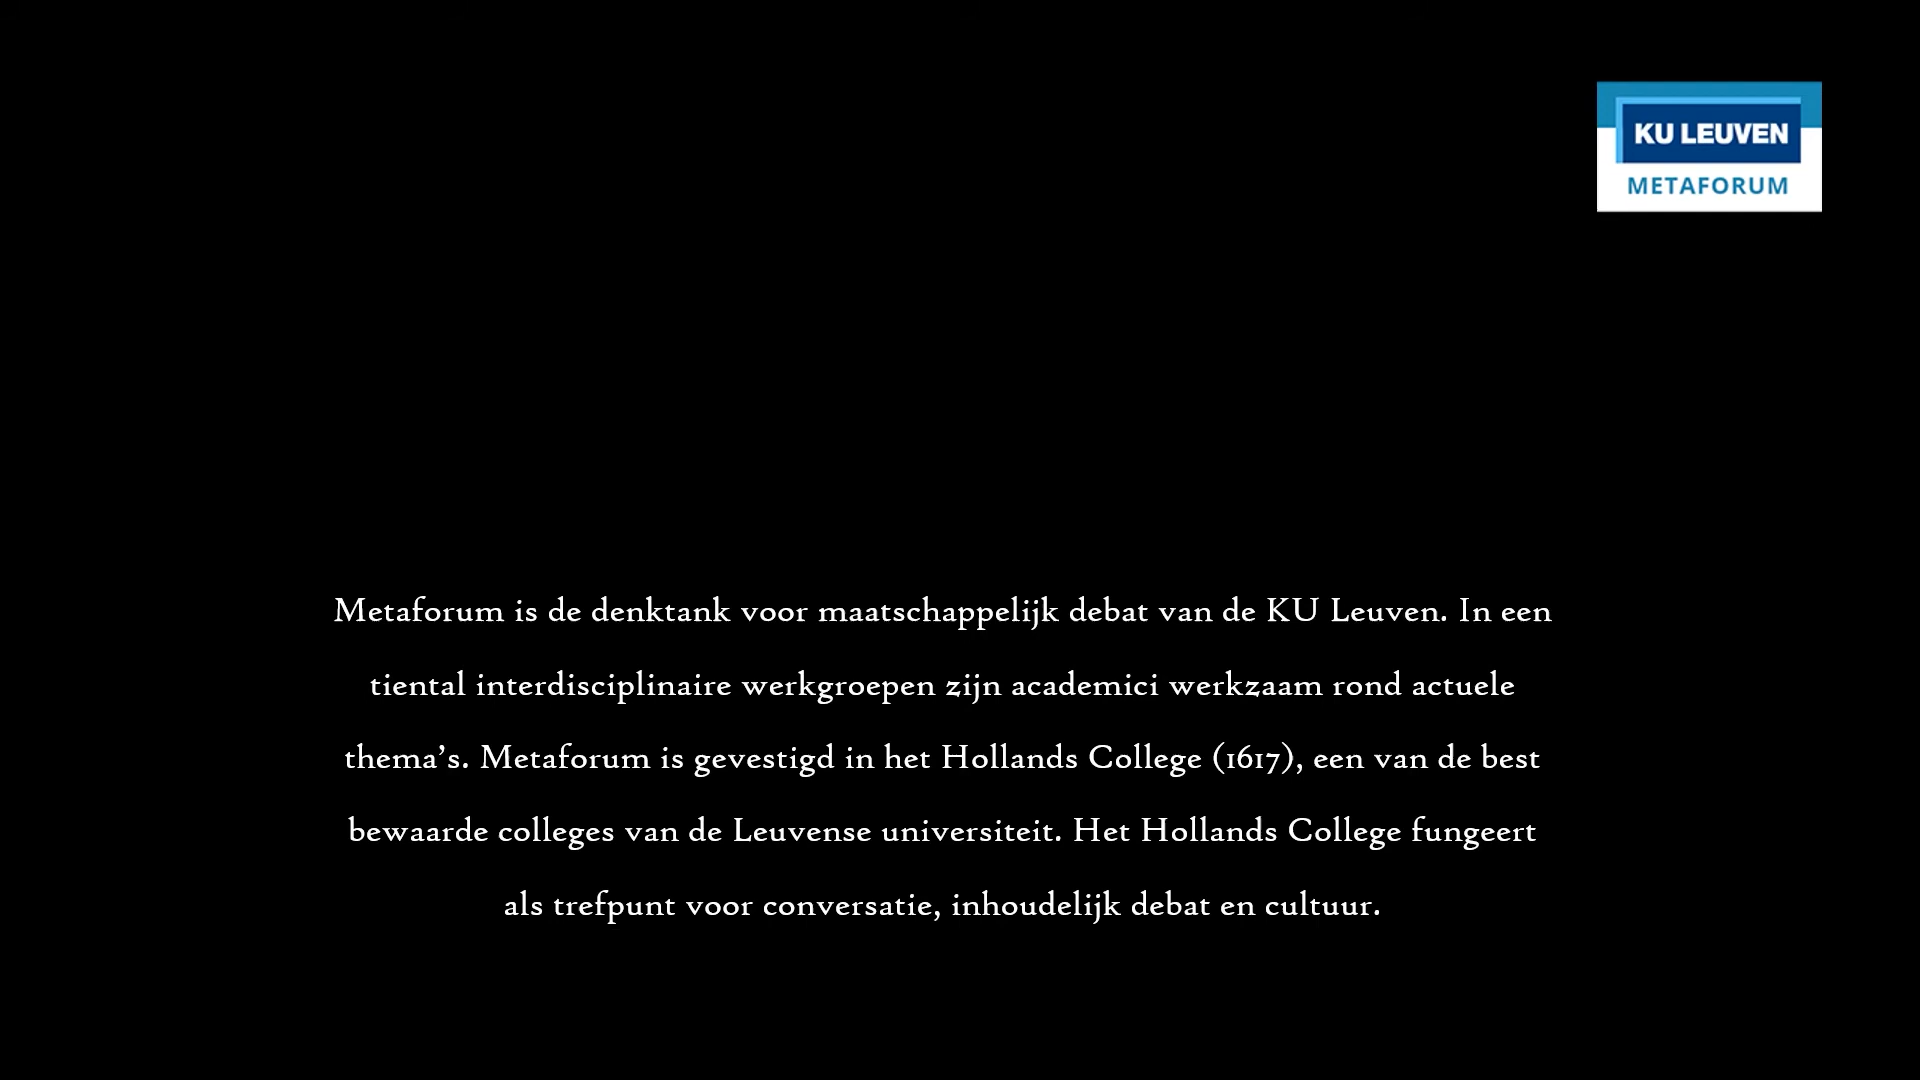 KU LEUVEN
METAFORUM
Metaforum is de denktank voor maatschappelijk debat van de KU Leuven. In een
tiental interdisciplinaire werkgroepen zijn academici werkzaam rond actuele
thema’s. Metaforum is gevestigd in het Hollands College (1617), een van de best
bewaarde colleges van de Leuvense universiteit. Het Hollands College fungeert
als trefpunt voor conversatie, inhoudelijk debat en cultuur.